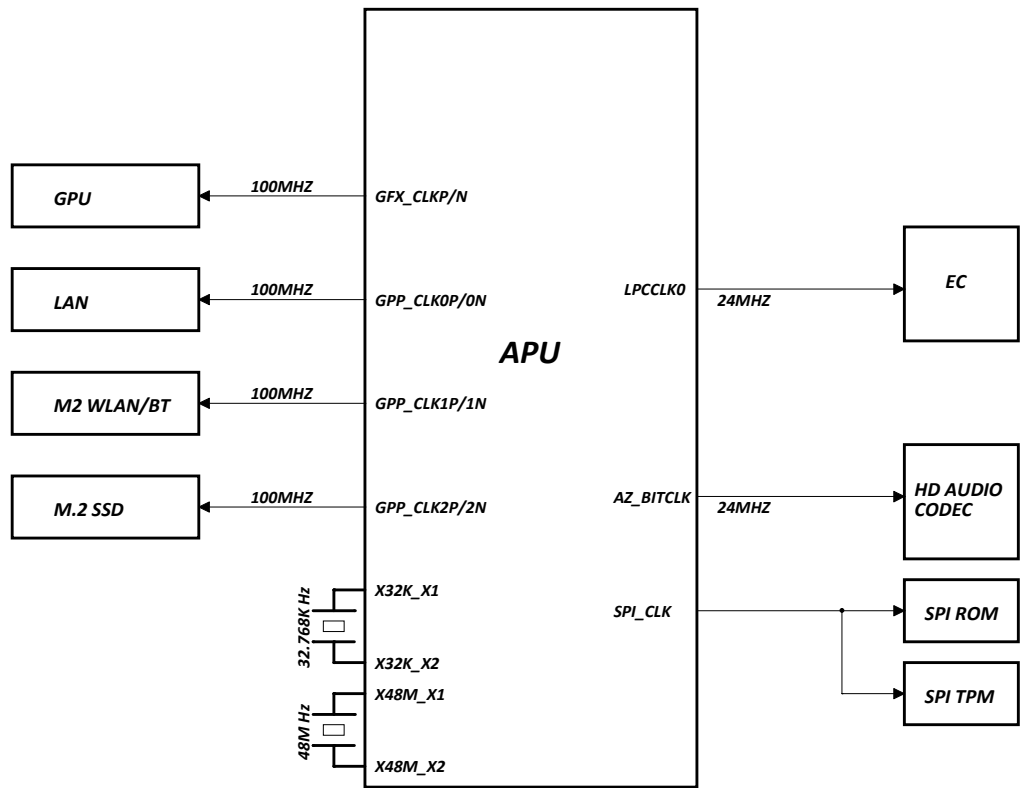 GPU
100MHZ
GFX_CLKP/N
LAN
100MHZ
GPP_CLK0P/0N
LPCCLK0
24MHZ
EC
APU
M2 WLAN/BT
100MHZ
GPP_CLK1P/1N
M.2 SSD
100MHZ
GPP_CLK2P/2N
AZ_BITCLK
24MHZ
HD AUDIO
CODEC
32.768K Hz
X32K_X1
X32K_X2
SPI_CLK
SPI ROM
48M Hz
X48M_X1
X48M_X2
SPI TPM